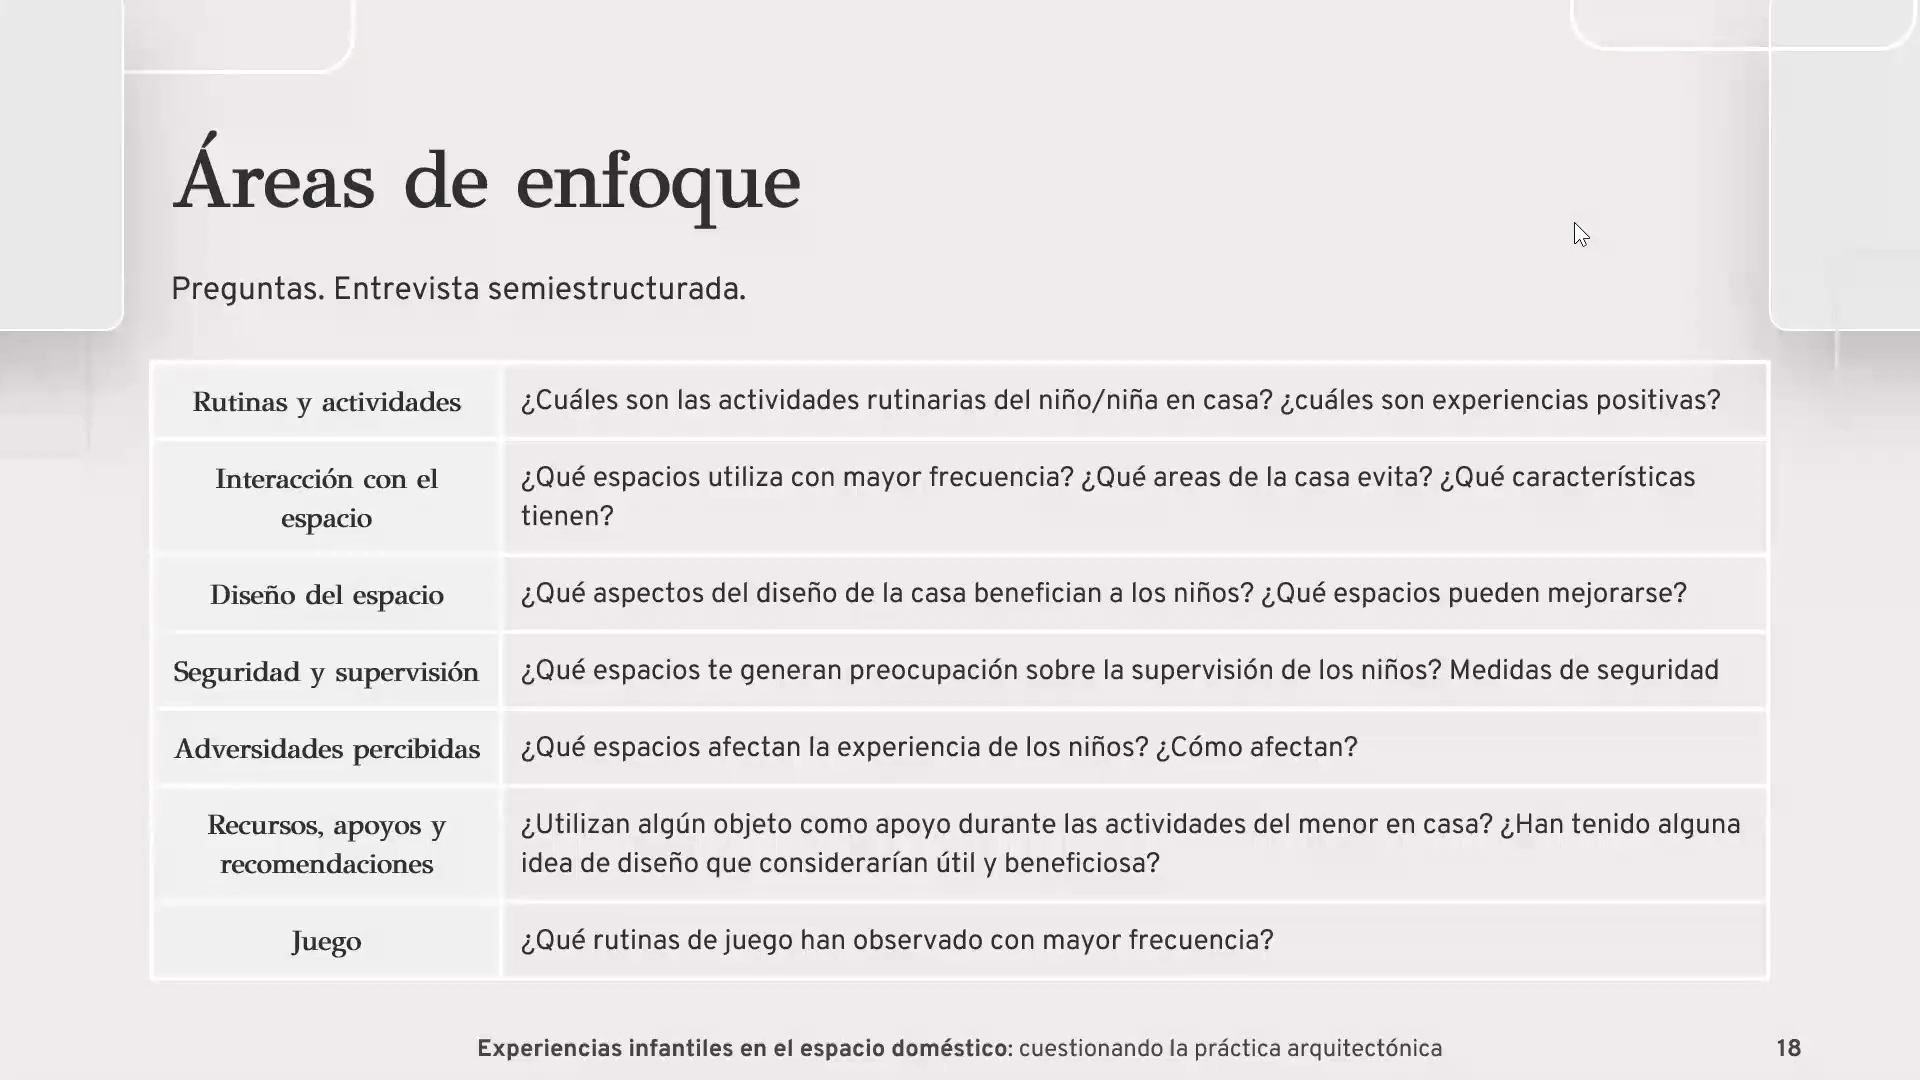 Áreas de enfoque
Preguntas. Entrevista semiestructurada.
Rutinas y actividades
¿Cuáles son las actividades rutinarias del niño/niña en casa? ¿cuáles son experiencias positivas?
Interacción con el
espacio
¿Qué espacios utiliza con mayor frecuencia? ¿Qué areas de la casa evita? ¿Qué características
tienen?
Diseño del espacio
¿Qué aspectos del diseño de la casa benefician a los niños? ¿Qué espacios pueden mejorarse?
Seguridad y supervisión
¿Qué espacios te generan preocupación sobre la supervisión de los niños? Medidas de seguridad
Adversidades percibidas
¿Qué espacios afectan la experiencia de los niños? ¿Cómo afectan?
Recursos, apoyos y
recomendaciones
¿Utilizan algún objeto como apoyo durante las actividades del menor en casa? ¿Han tenido alguna
idea de diseño que considerarían útil y beneficiosa?
Juego
¿Qué rutinas de juego han observado con mayor frecuencia?
Experiencias infantiles en el espacio doméstico: cuestionando la práctica arquitectónica
18